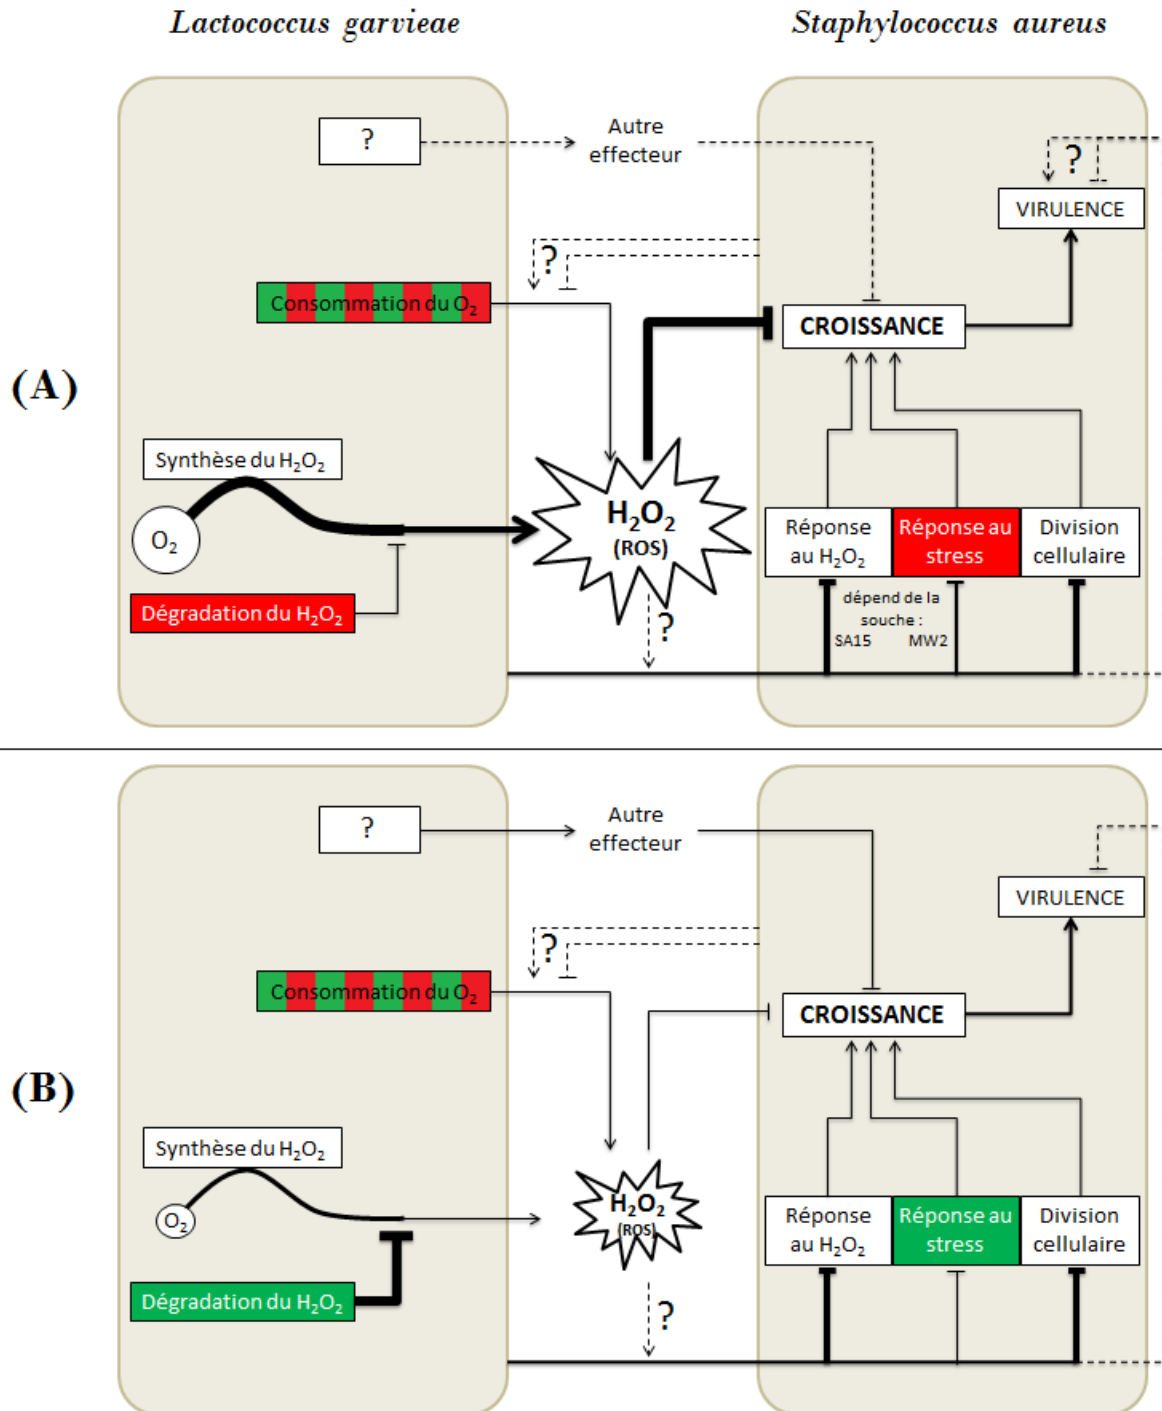 Lactococcus garvieae
Staphylococcus aureus
(A)
?
Autre
effecteur
?
VIRULENCE
?
Consommation du O₂
CROISSANCE
Synthèse du H₂O₂
O₂
H₂O₂
(ROS)
Réponse
au H₂O₂
Réponse au
stress
Division
cellulaire
Dégradation du H₂O₂
?
dépend de la
souche :
SA15 MW2
(B)
?
Autre
effecteur
VIRULENCE
?
Consommation du O₂
CROISSANCE
Synthèse du H₂O₂
O₂
H₂O₂
(ROS)
Réponse
au H₂O₂
Réponse au
stress
Division
cellulaire
Dégradation du H₂O₂
?